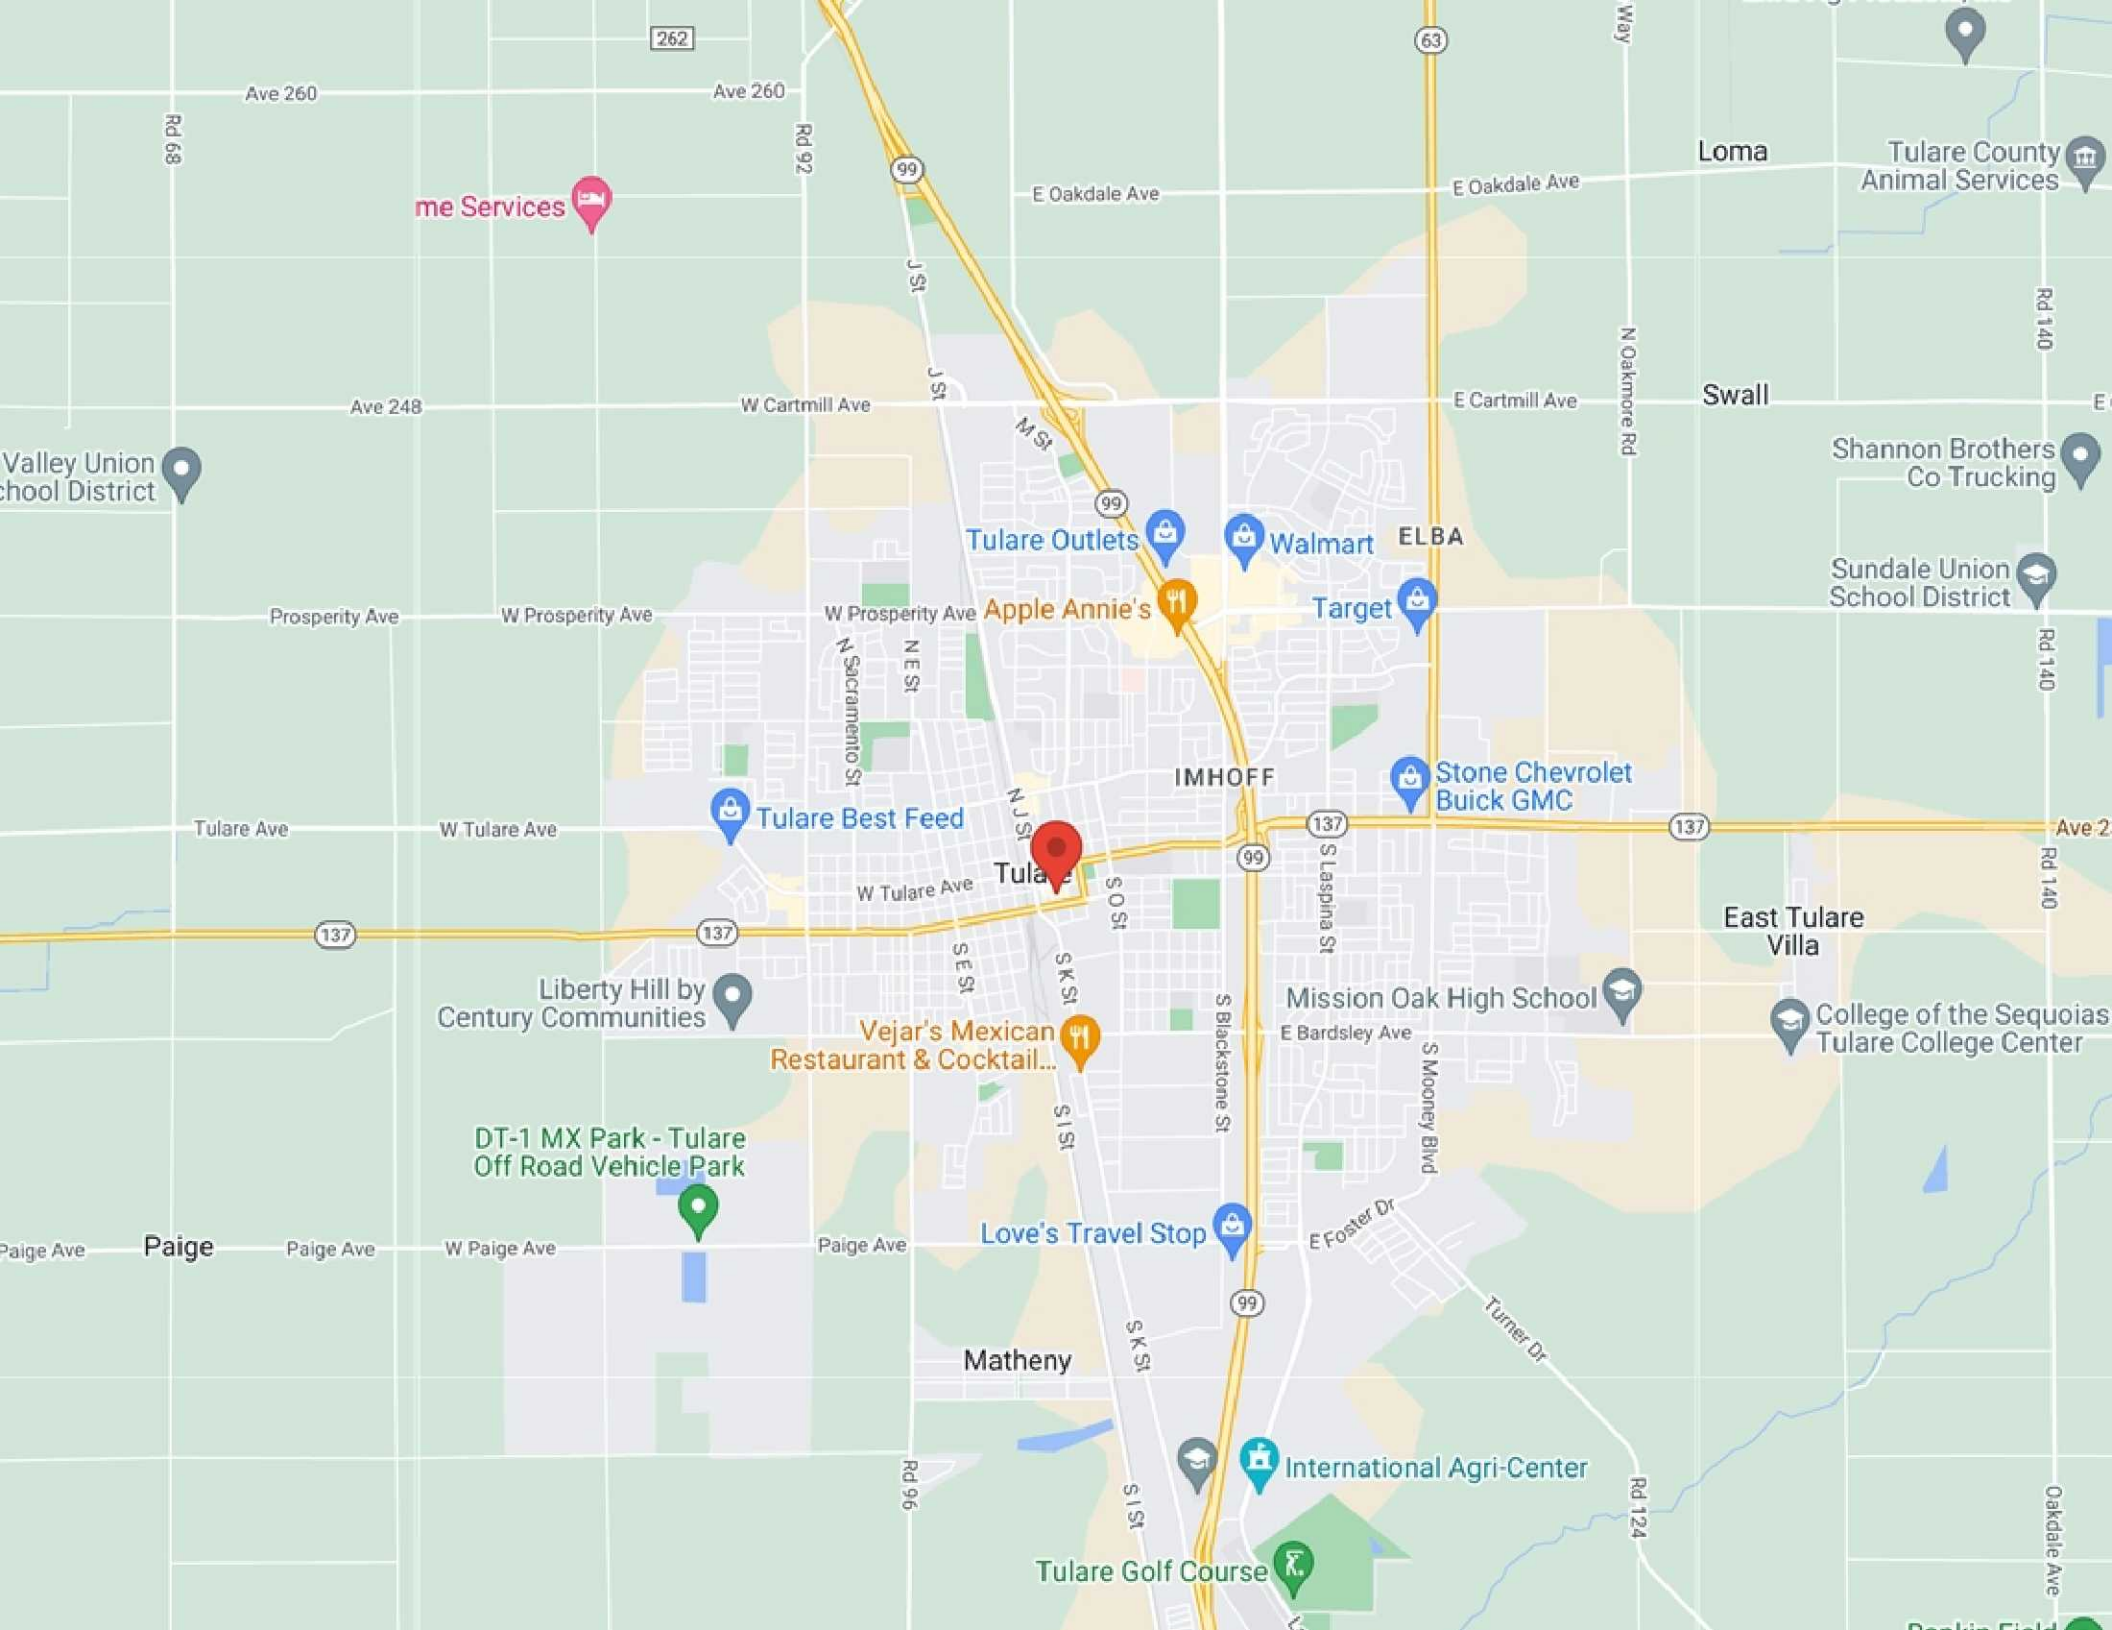 262
63
Way
Ave 260
Ave 260
Rd 68
Rd 92
99
Loma
Tulare County
Animal Services
E Oakdale Ave
E Oakdale Ave
me Services
J St
Rd 140
N Oakmore Rd
J St
Ave 248
W Cartmill Ave
E Cartmill Ave
Swall
E
M St
Valley Union
chool District
Shannon Brothers
Co Trucking
99
Tulare Outlets
Walmart
ELBA
Sundale Union
School District
Prosperity Ave
W Prosperity Ave
W Prosperity Ave
Apple Annie's
Target
N Sacramento St
N E St
Rd 140
IMHOFF
Stone Chevrolet
Buick GMC
N J St
Tulare Best Feed
Tulare Ave
W Tulare Ave
137
137
Ave 2
99
Tulare
W Tulare Ave
S O St
S Laspina St
Rd 140
137
137
East Tulare
Villa
S E St
S K St
Liberty Hill by
Century Communities
Mission Oak High School
College of the Sequoias
Tulare College Center
Vejar's Mexican
Restaurant & Cocktail...
S Blackstone St
E Bardsley Ave
S Mooney Blvd
S I St
DT-1 MX Park - Tulare
Off Road Vehicle Park
Love's Travel Stop
E Foster Dr
Paige Ave
Paige
Paige Ave
W Paige Ave
Paige Ave
99
Turner Dr
S K St
Matheny
International Agri-Center
Rd 96
S I St
Rd 124
Oakdale Ave
Tulare Golf Course